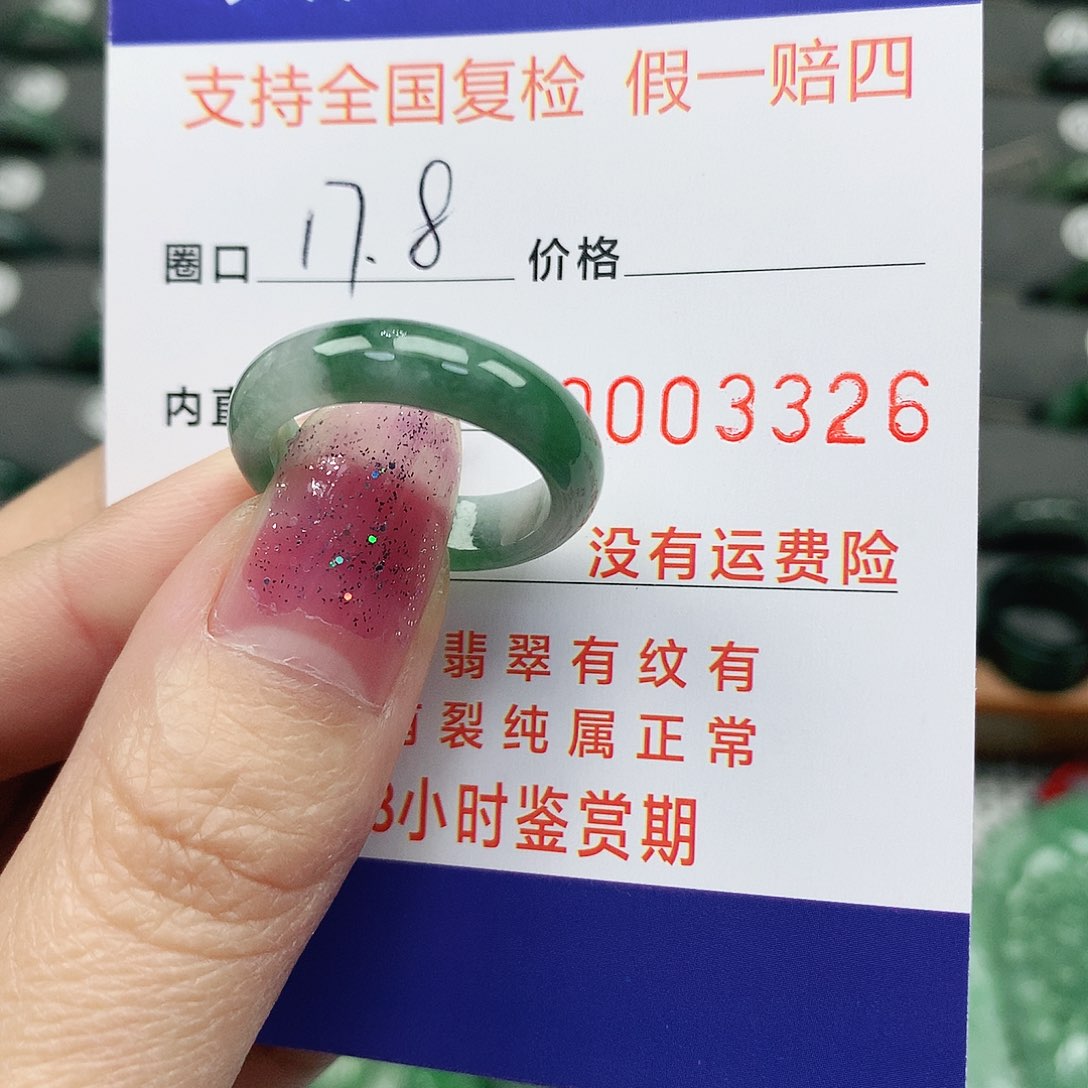 支持全国复检 假一赔四
圈口 17.8 价格
内直 0003326
没有运费险
翡翠有纹有
裂纯属正常
8小时鉴赏期